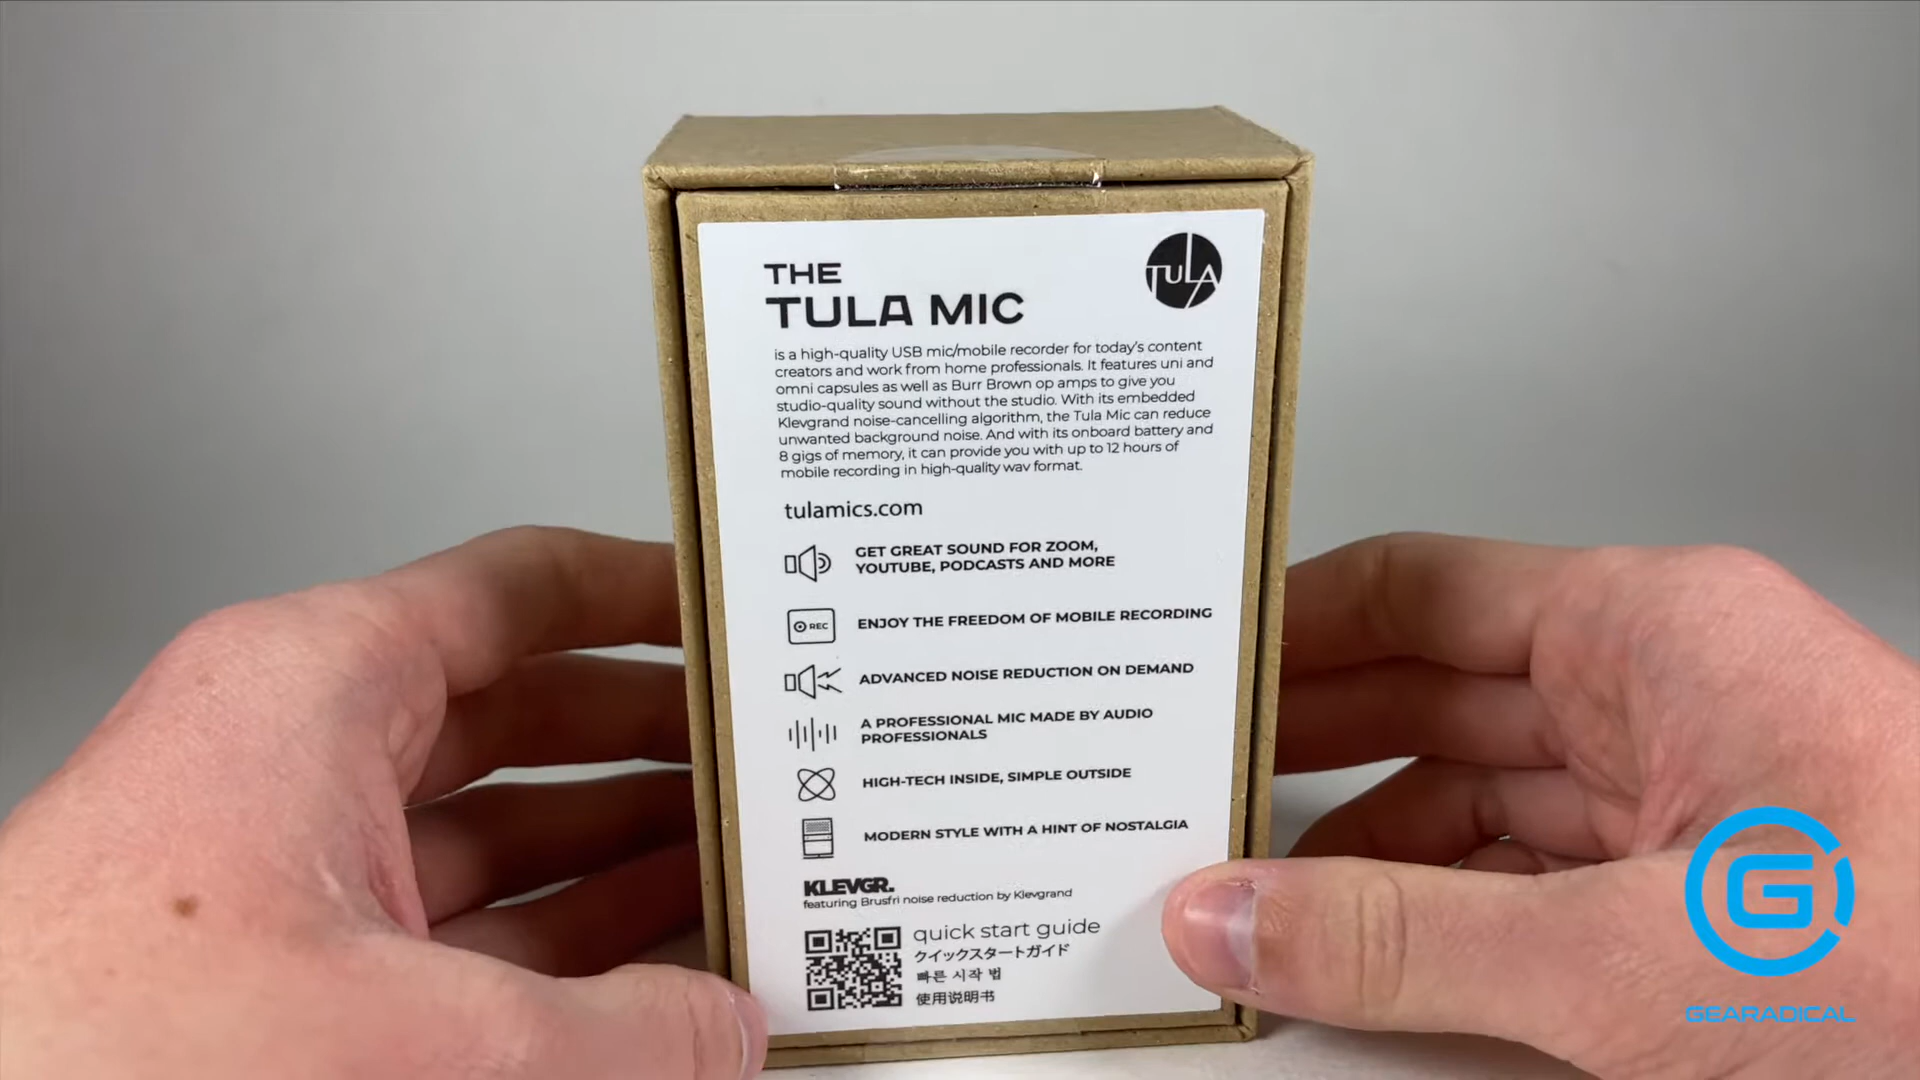 THE
TULA MIC
TULA
is a high-quality USB mic/mobile recorder for today's content
creators and work from home professionals. It features uni and
omni capsules as well as Burr Brown op amps to give you
studio-quality sound without the studio. With its embedded
Klevgrand noise-cancelling algorithm, the Tula Mic can reduce
unwanted background noise. And with its onboard battery and
8 gigs of memory, it can provide you with up to 12 hours of
mobile recording in high-quality wav format.
tulamics.com
GET GREAT SOUND FOR ZOOM,
YOUTUBE, PODCASTS AND MORE
REC
ENJOY THE FREEDOM OF MOBILE RECORDING
ADVANCED NOISE REDUCTION ON DEMAND
A PROFESSIONAL MIC MADE BY AUDIO
PROFESSIONALS
HIGH-TECH INSIDE, SIMPLE OUTSIDE
MODERN STYLE WITH A HINT OF NOSTALGIA
KLEVGR.
featuring Brusfri noise reduction by Klevgrand
quick start guide
クイックスタートガイド
빠른 시작 법
使用说明书
G
GEARADICAL